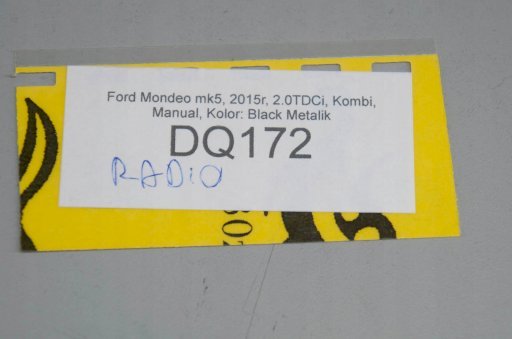 Ford Mondeo mk5, 2015r, 2.0TDCi, Kombi,
Manual, Kolor: Black Metalik
DQ172
RADIO